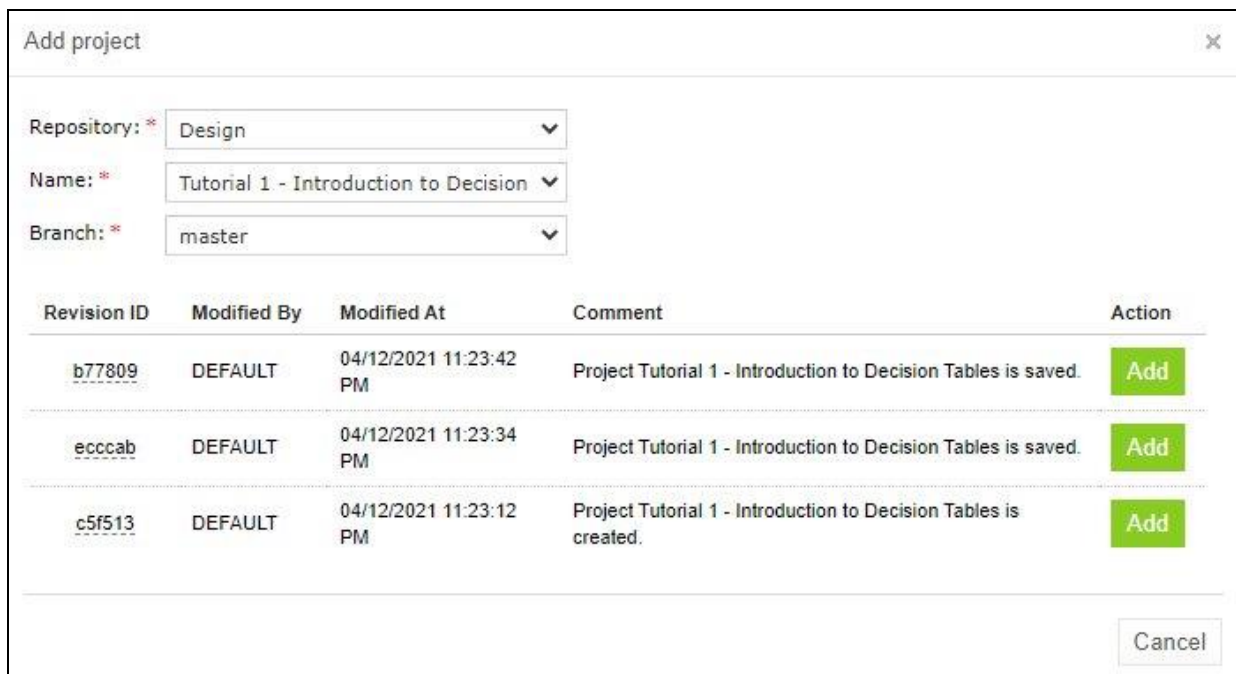 Add project ×
Repository: * Design
Name: * Tutorial 1 - Introduction to Decision
Branch: * master
Revision ID Modified By Modified At Comment Action
b77809 DEFAULT 04/12/2021 11:23:42 PM Project Tutorial 1 - Introduction to Decision Tables is saved. Add
ecccab DEFAULT 04/12/2021 11:23:34 PM Project Tutorial 1 - Introduction to Decision Tables is saved. Add
c5f513 DEFAULT 04/12/2021 11:23:12 PM Project Tutorial 1 - Introduction to Decision Tables is created. Add
Cancel